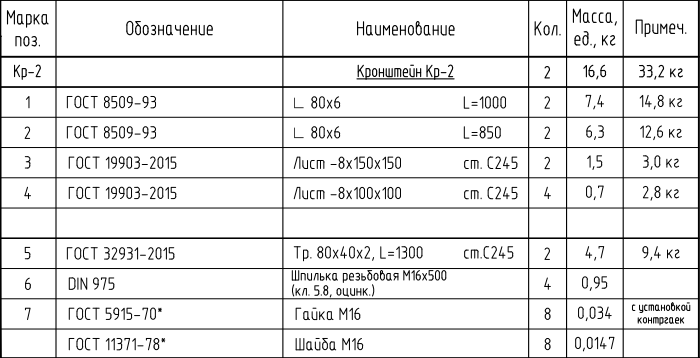 Марка поз. Обозначение Наименование Кол. Масса, ед., кг Примеч.
Кр-2 Кронштейн Кр-2 2 16,6 33,2 кг
1 ГОСТ 8509-93 ∟ 80х6 L=1000 2 7,4 14,8 кг
2 ГОСТ 8509-93 ∟ 80х6 L=850 2 6,3 12,6 кг
3 ГОСТ 19903-2015 Лист -8х150х150 ст. С245 2 1,5 3,0 кг
4 ГОСТ 19903-2015 Лист -8х100х100 ст. С245 4 0,7 2,8 кг
5 ГОСТ 32931-2015 Тр. 80х40х2, L=1300 ст.С245 2 4,7 9,4 кг
6 DIN 975 Шпилька резьбовая М16х500 (кл. 5.8, оцинк.) 4 0,95
7 ГОСТ 5915-70* Гайка М16 8 0,034 с установкой контргаек
ГОСТ 11371-78* Шайба М16 8 0,0147